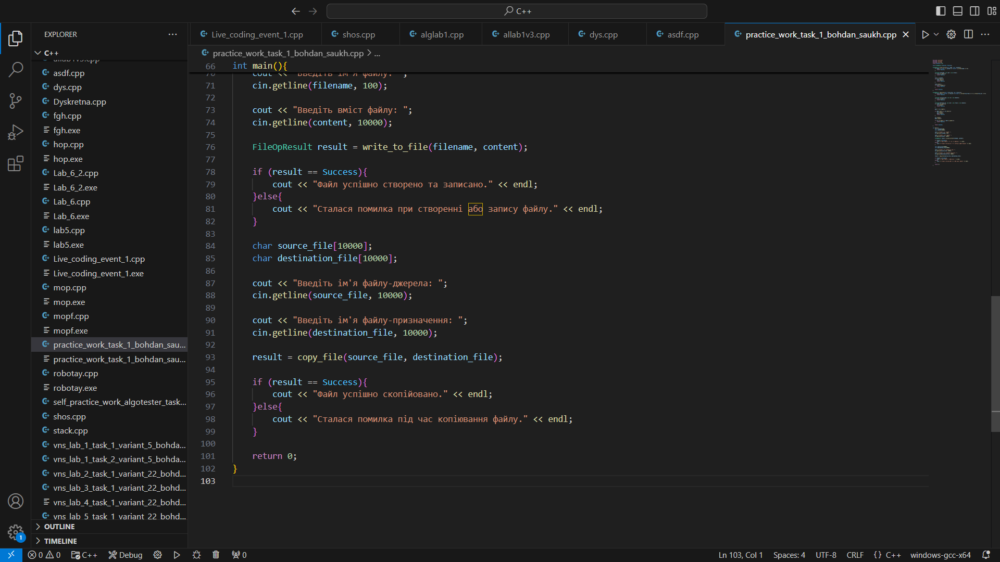 C++
Live_coding_event_1.cpp
shos.cpp
alglab1.cpp
allab1v3.cpp
dys.cpp
asdf.cpp
practice_work_task_1_bohdan_saukh.cpp
EXPLORER
C++
asdf.cpp
dys.cpp
Dyskretna.cpp
fgh.cpp
fgh.exe
hop.cpp
hop.exe
Lab_6_2.cpp
Lab_6_2.exe
Lab_6.cpp
Lab_6.exe
lab5.cpp
lab5.exe
Live_coding_event_1.cpp
Live_coding_event_1.exe
mop.cpp
mop.exe
mopf.cpp
mopf.exe
practice_work_task_1_bohdan_sau...
practice_work_task_1_bohdan_sau...
robotay.cpp
robotay.exe
self_practice_work_algotester_task...
shos.cpp
stack.cpp
vns_lab_1_task_1_variant_5_bohda...
vns_lab_1_task_2_variant_5_bohda...
vns_lab_2_task_1_variant_22_bohd...
vns_lab_3_task_1_variant_22_bohd...
vns_lab_4_task_1_variant_22_bohd...
vns_lab_5_task_1_variant_22_bohd...
OUTLINE
TIMELINE
practice_work_task_1_bohdan_saukh.cpp > ...
66 int main(){
71 cin.getline(filename, 100);
72
73 cout << "Введіть вміст файлу: ";
74 cin.getline(content, 10000);
75
76 FileOpResult result = write_to_file(filename, content);
77
78 if (result == Success){
79 cout << "Файл успішно створено та записано." << endl;
80 }else{
81 cout << "Сталася помилка при створенні або запису файлу." << endl;
82 }
83
84 char source_file[10000];
85 char destination_file[10000];
86
87 cout << "Введіть ім'я файлу-джерела: ";
88 cin.getline(source_file, 10000);
89
90 cout << "Введіть ім'я файлу-призначення: ";
91 cin.getline(destination_file, 10000);
92
93 result = copy_file(source_file, destination_file);
94
95 if (result == Success){
96 cout << "Файл успішно скопійовано." << endl;
97 }else{
98 cout << "Сталася помилка під час копіювання файлу." << endl;
99 }
100
101 return 0;
102 }
103
1
0 0 C++ Debug 0
Ln 103, Col 1 Spaces: 4 UTF-8 CRLF {} C++ windows-gcc-x64